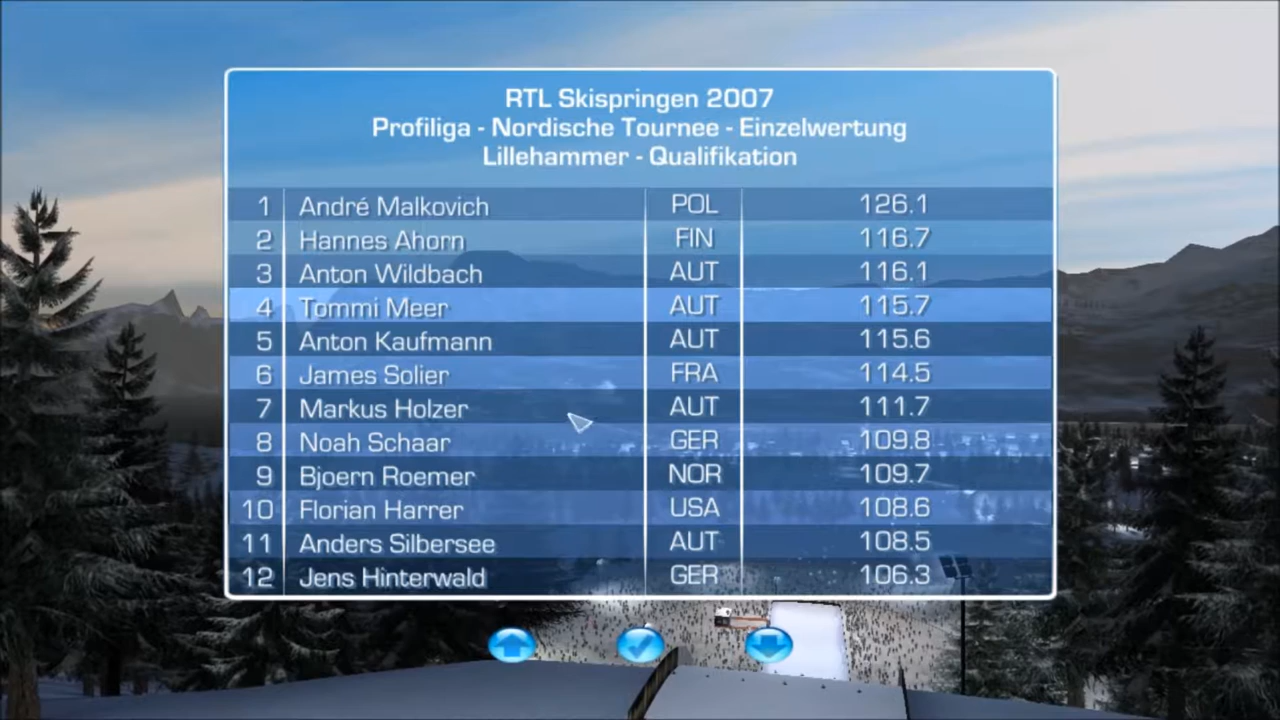 RTL Skispringen 2007
Profiliga - Nordische Tournee - Einzelwertung
Lillehammer - Qualifikation
1 André Malkovich POL 126.1
2 Hannes Ahorn FIN 116.7
3 Anton Wildbach AUT 116.1
4 Tommi Meer AUT 115.7
5 Anton Kaufmann AUT 115.6
6 James Solier FRA 114.5
7 Markus Holzer AUT 111.7
8 Noah Schaar GER 109.8
9 Bjoern Roemer NOR 109.7
10 Florian Harrer USA 108.6
11 Anders Silbersee AUT 108.5
12 Jens Hinterwald GER 106.3